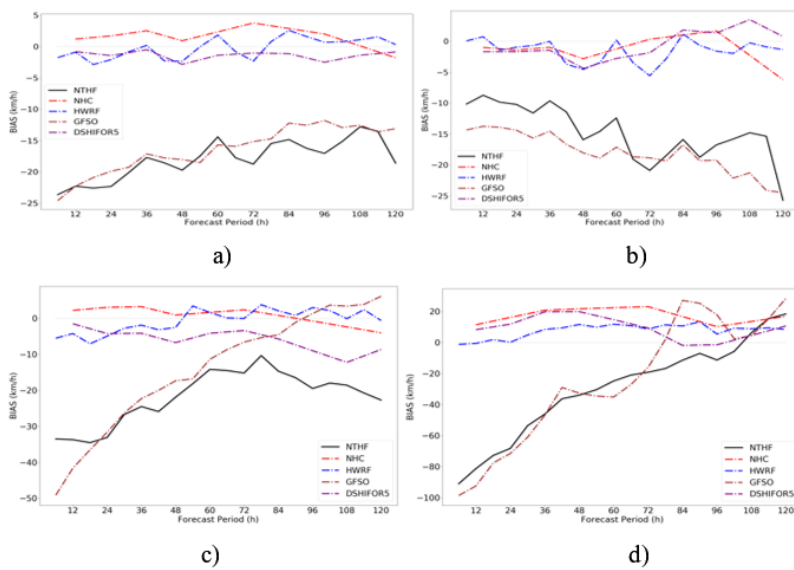 5
0
−5
−10
−15
−20
−25
BIAS (km/h)
NTHF
NHC
HWRF
GFSO
DSHIFOR5
12 24 36 48 60 72 84 96 108 120
Forecast Period (h)
a)
5
0
−5
−10
−15
−20
−25
BIAS (km/h)
NTHF
NHC
HWRF
GFSO
DSHIFOR5
12 24 36 48 60 72 84 96 108 120
Forecast Period (h)
b)
0
−10
−20
−30
−40
−50
BIAS (km/h)
NTHF
NHC
HWRF
GFSO
DSHIFOR5
12 24 36 48 60 72 84 96 108 120
Forecast Period (h)
c)
20
0
−20
−40
−60
−80
−100
BIAS (km/h)
NTHF
NHC
HWRF
GFSO
DSHIFOR5
12 24 36 48 60 72 84 96 108 120
Forecast Period (h)
d)